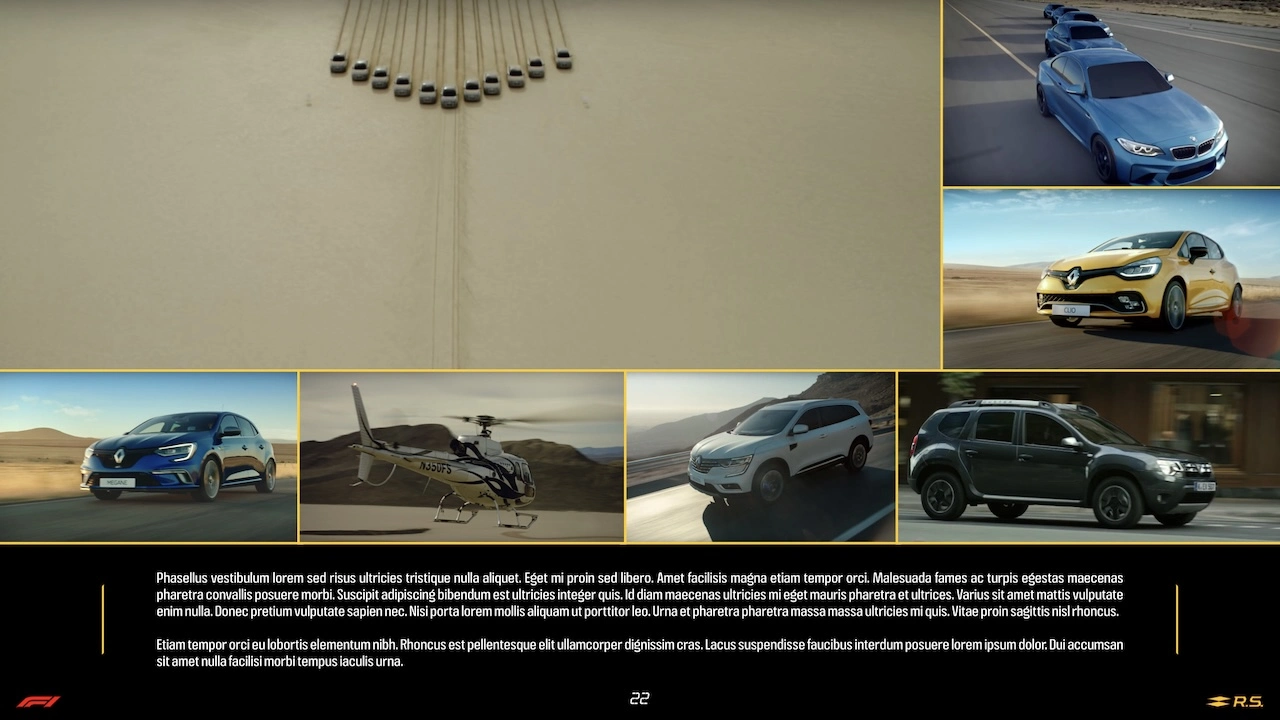 CLIO
MEGANE
N350FS
Phasellus vestibulum lorem sed risus ultricies tristique nulla aliquet. Eget mi proin sed libero. Amet facilisis magna etiam tempor orci. Malesuada fames ac turpis egestas maecenas
pharetra convallis posuere morbi. Suscipit adipiscing bibendum est ultricies integer quis. Id diam maecenas ultricies mi eget mauris pharetra et ultrices. Varius sit amet mattis vulputate
enim nulla. Donec pretium vulputate sapien nec. Nisi porta lorem mollis aliquam ut porttitor leo. Urna et pharetra pharetra massa massa ultricies mi quis. Vitae proin sagittis nisl rhoncus.
Etiam tempor orci eu lobortis elementum nibh. Rhoncus est pellentesque elit ullamcorper dignissim cras. Lacus suspendisse faucibus interdum posuere lorem ipsum dolor. Dui accumsan
sit amet nulla facilisi morbi tempus iaculis urna.
F1
22
R.S.